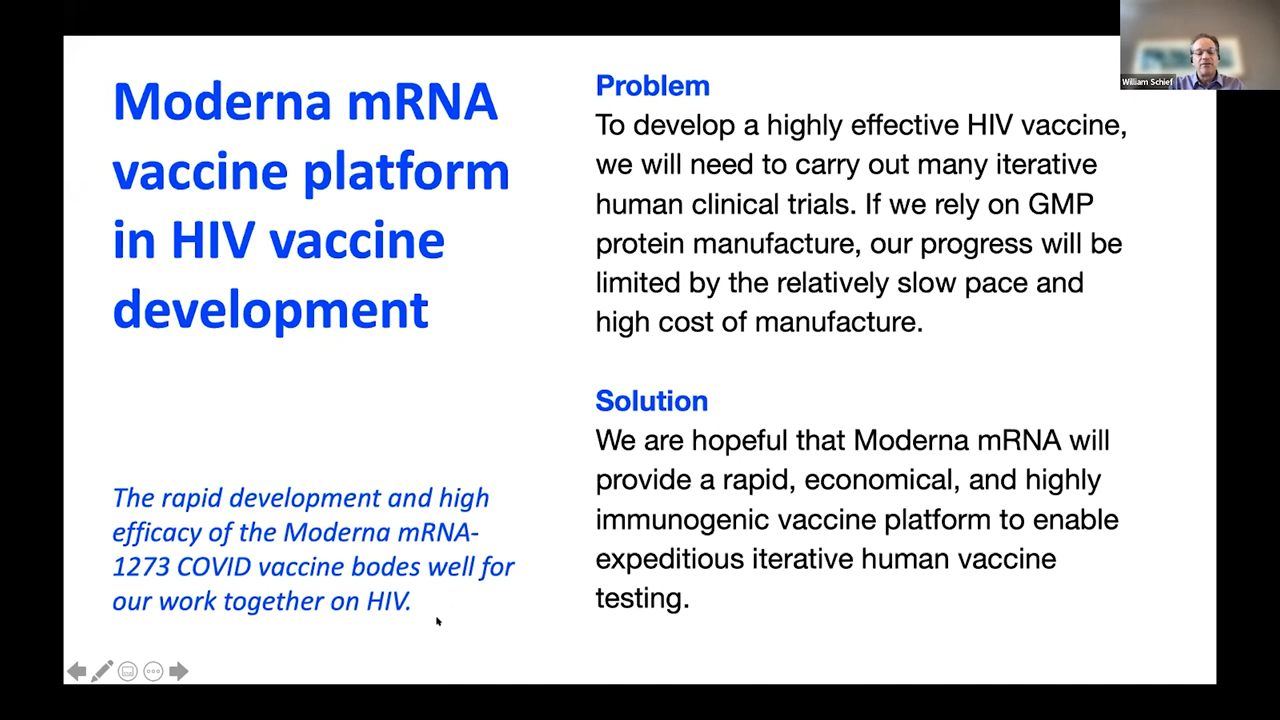 Moderna mRNA
vaccine platform
in HIV vaccine
development
The rapid development and high
efficacy of the Moderna mRNA-
1273 COVID vaccine bodes well for
our work together on HIV.
Problem
To develop a highly effective HIV vaccine,
we will need to carry out many iterative
human clinical trials. If we rely on GMP
protein manufacture, our progress will be
limited by the relatively slow pace and
high cost of manufacture.
Solution
We are hopeful that Moderna mRNA will
provide a rapid, economical, and highly
immunogenic vaccine platform to enable
expeditious iterative human vaccine
testing.
William Schief